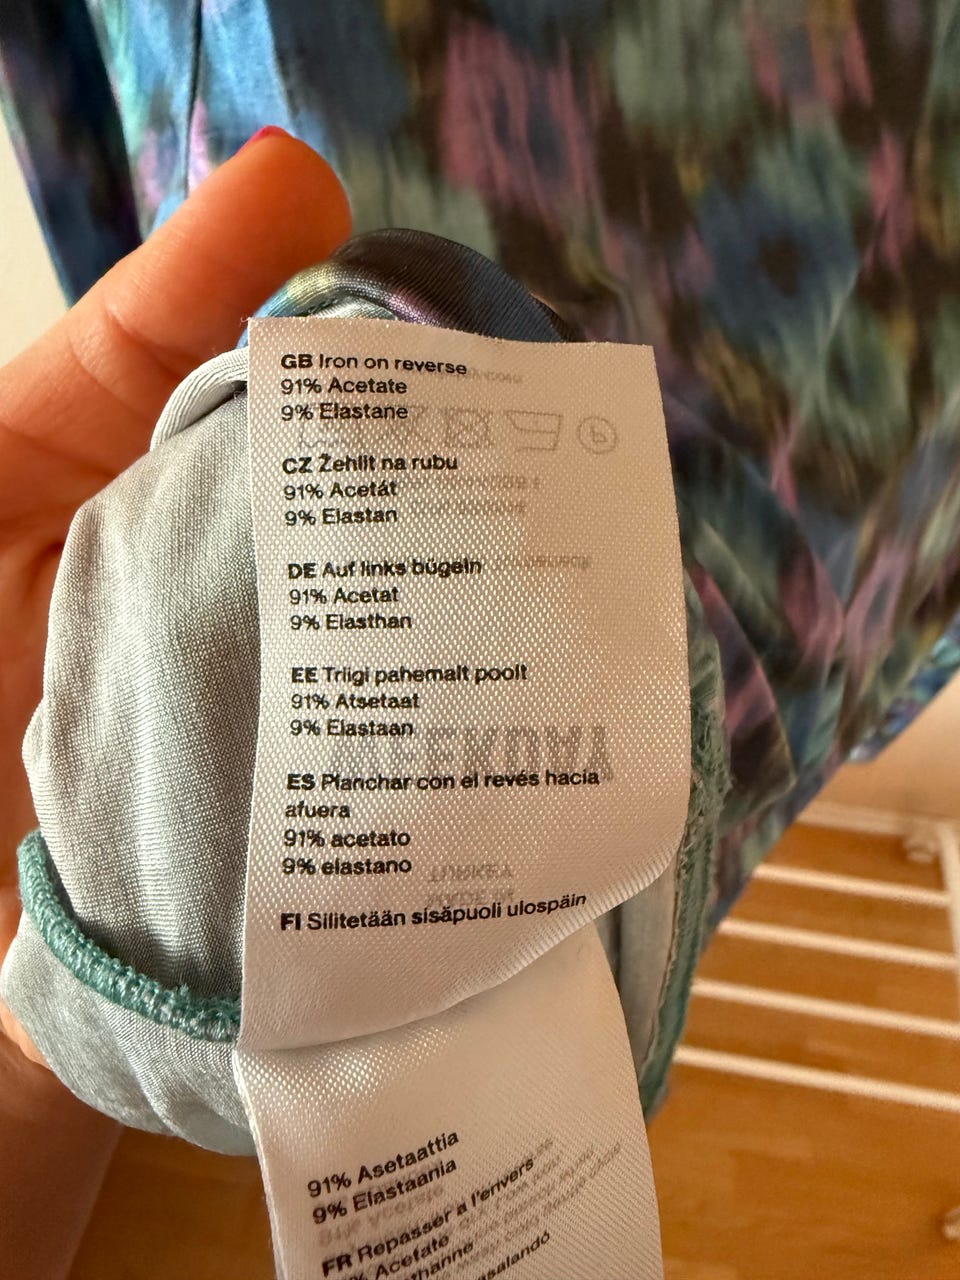 GB Iron on reverse
91% Acetate
9% Elastane
CZ Žehlit na rubu
91% Acetát
9% Elastan
DE Auf links bügeln
91% Acetat
9% Elasthan
EE Triigi pahemalt poolt
91% Atsetaat
9% Elastaan
ES Planchar con el revés hacia
afuera
91% acetato
9% elastano
FI Silitetään sisäpuoli ulospäin
91% Asetaattia
9% Elastaania
FR Repasser a l'envers
Acetate